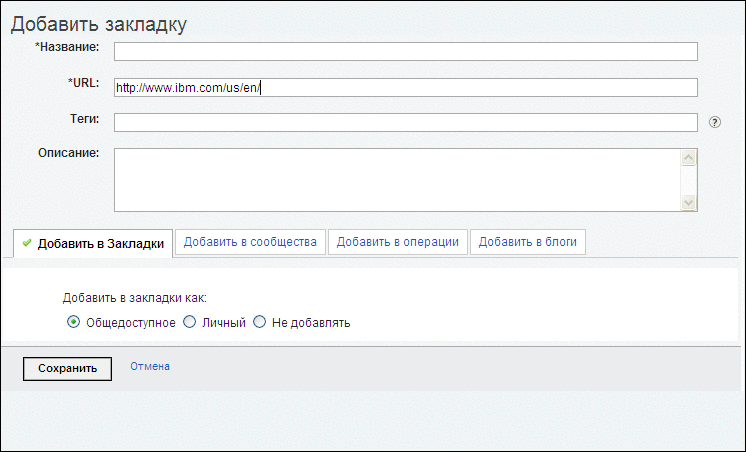 Добавить закладку
*Название:
*URL: http://www.ibm.com/us/en/
Теги: ?
Описание:
Добавить в Закладки Добавить в сообщества Добавить в операции Добавить в блоги
Добавить в закладки как:
Общедоступное Личный Не добавлять
Сохранить Отмена